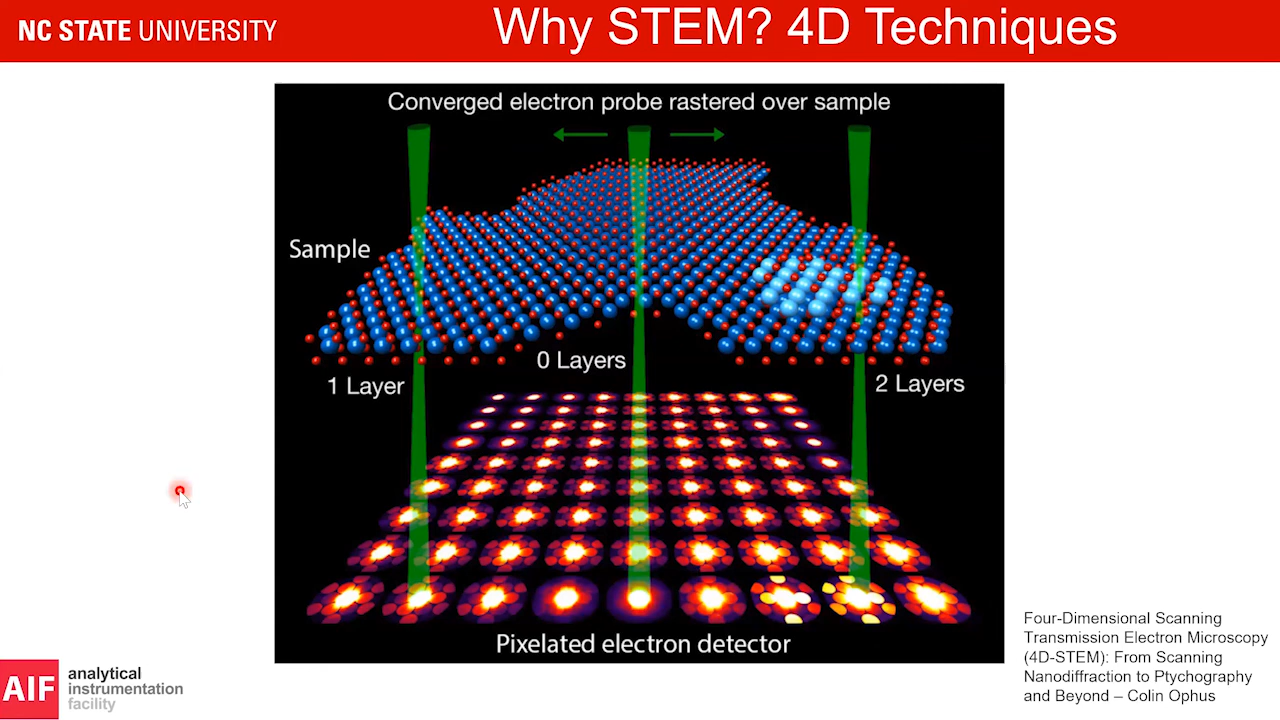 NC STATE UNIVERSITY
Why STEM? 4D Techniques
Converged electron probe rastered over sample
Sample
0 Layers
1 Layer
2 Layers
Pixelated electron detector
Four-Dimensional Scanning
Transmission Electron Microscopy
(4D-STEM): From Scanning
Nanodiffraction to Ptychography
and Beyond – Colin Ophus
AIF
analytical
instrumentation
facility